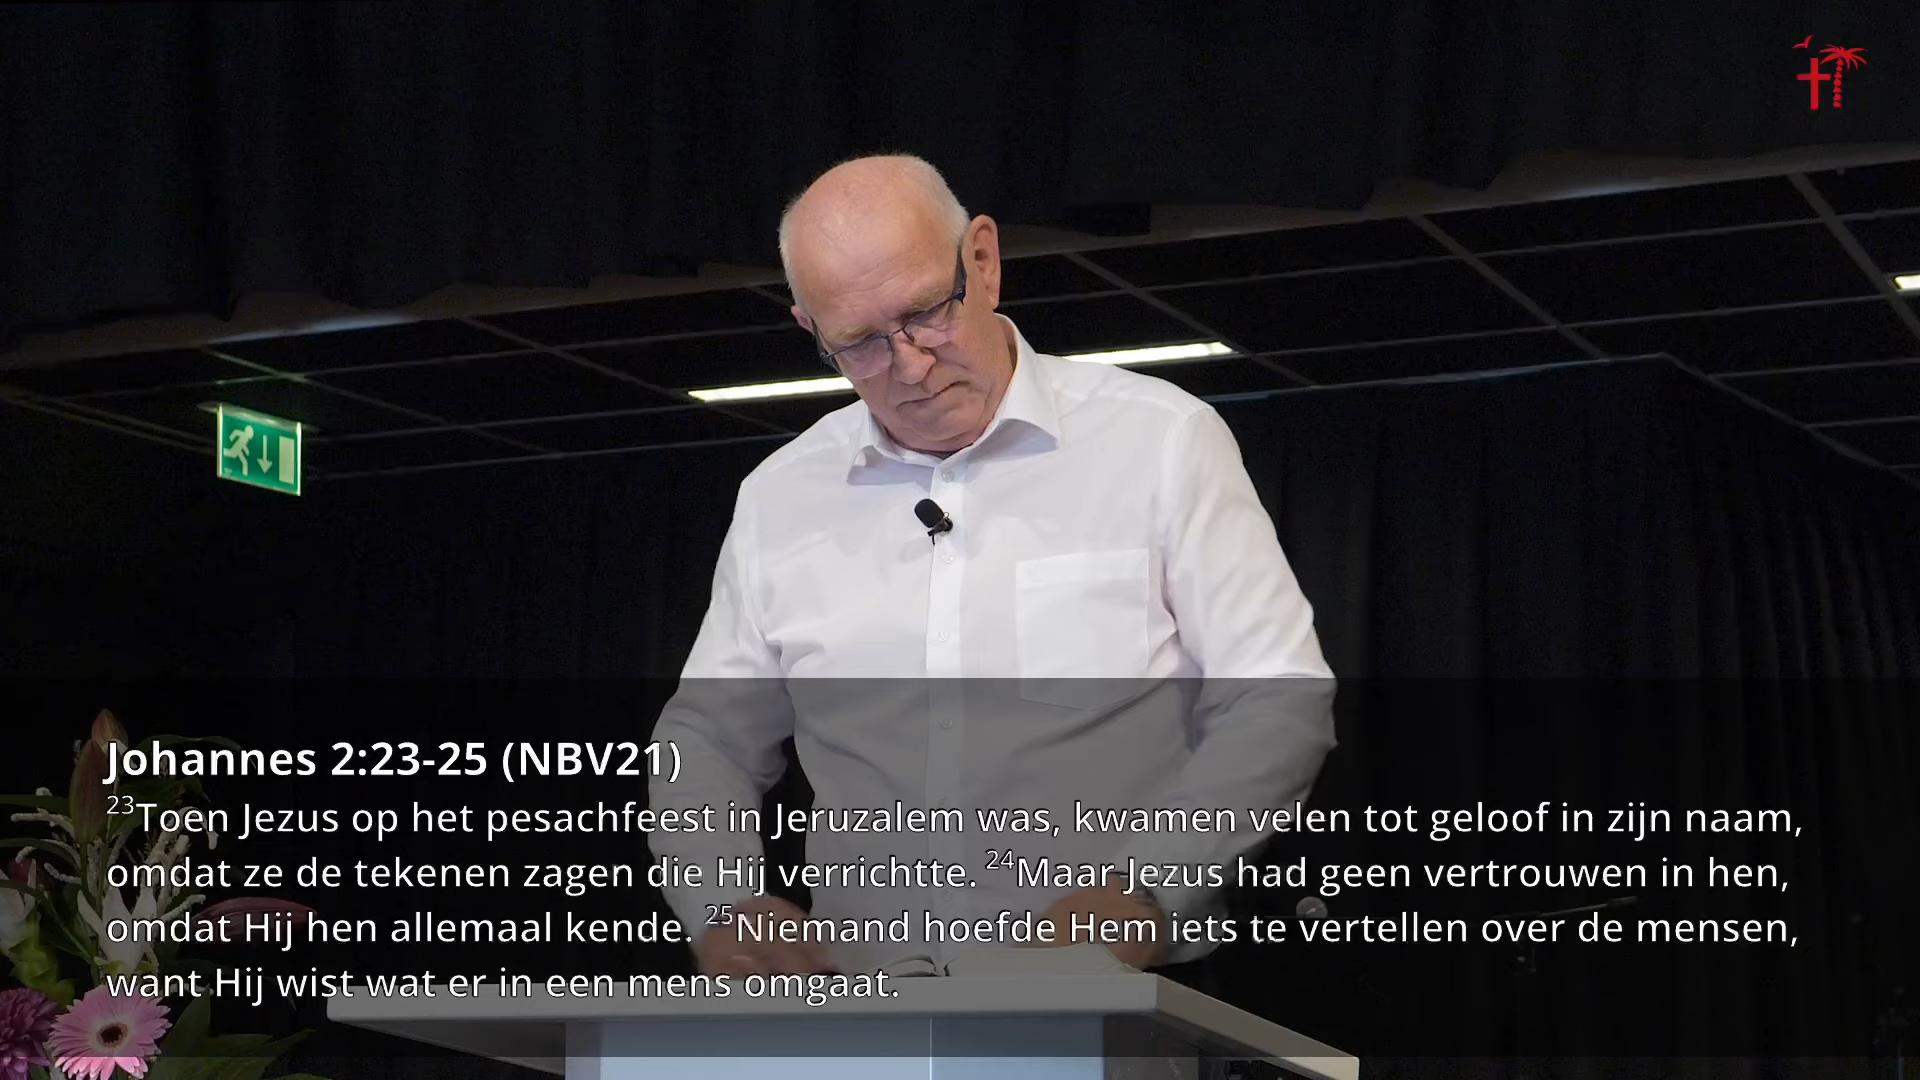 Johannes 2:23-25 (NBV21)
23Toen Jezus op het pesachfeest in Jeruzalem was, kwamen velen tot geloof in zijn naam,
omdat ze de tekenen zagen die Hij verrichtte. 24Maar Jezus had geen vertrouwen in hen,
omdat Hij hen allemaal kende. 25Niemand hoefde Hem iets te vertellen over de mensen,
want Hij wist wat er in een mens omgaat.